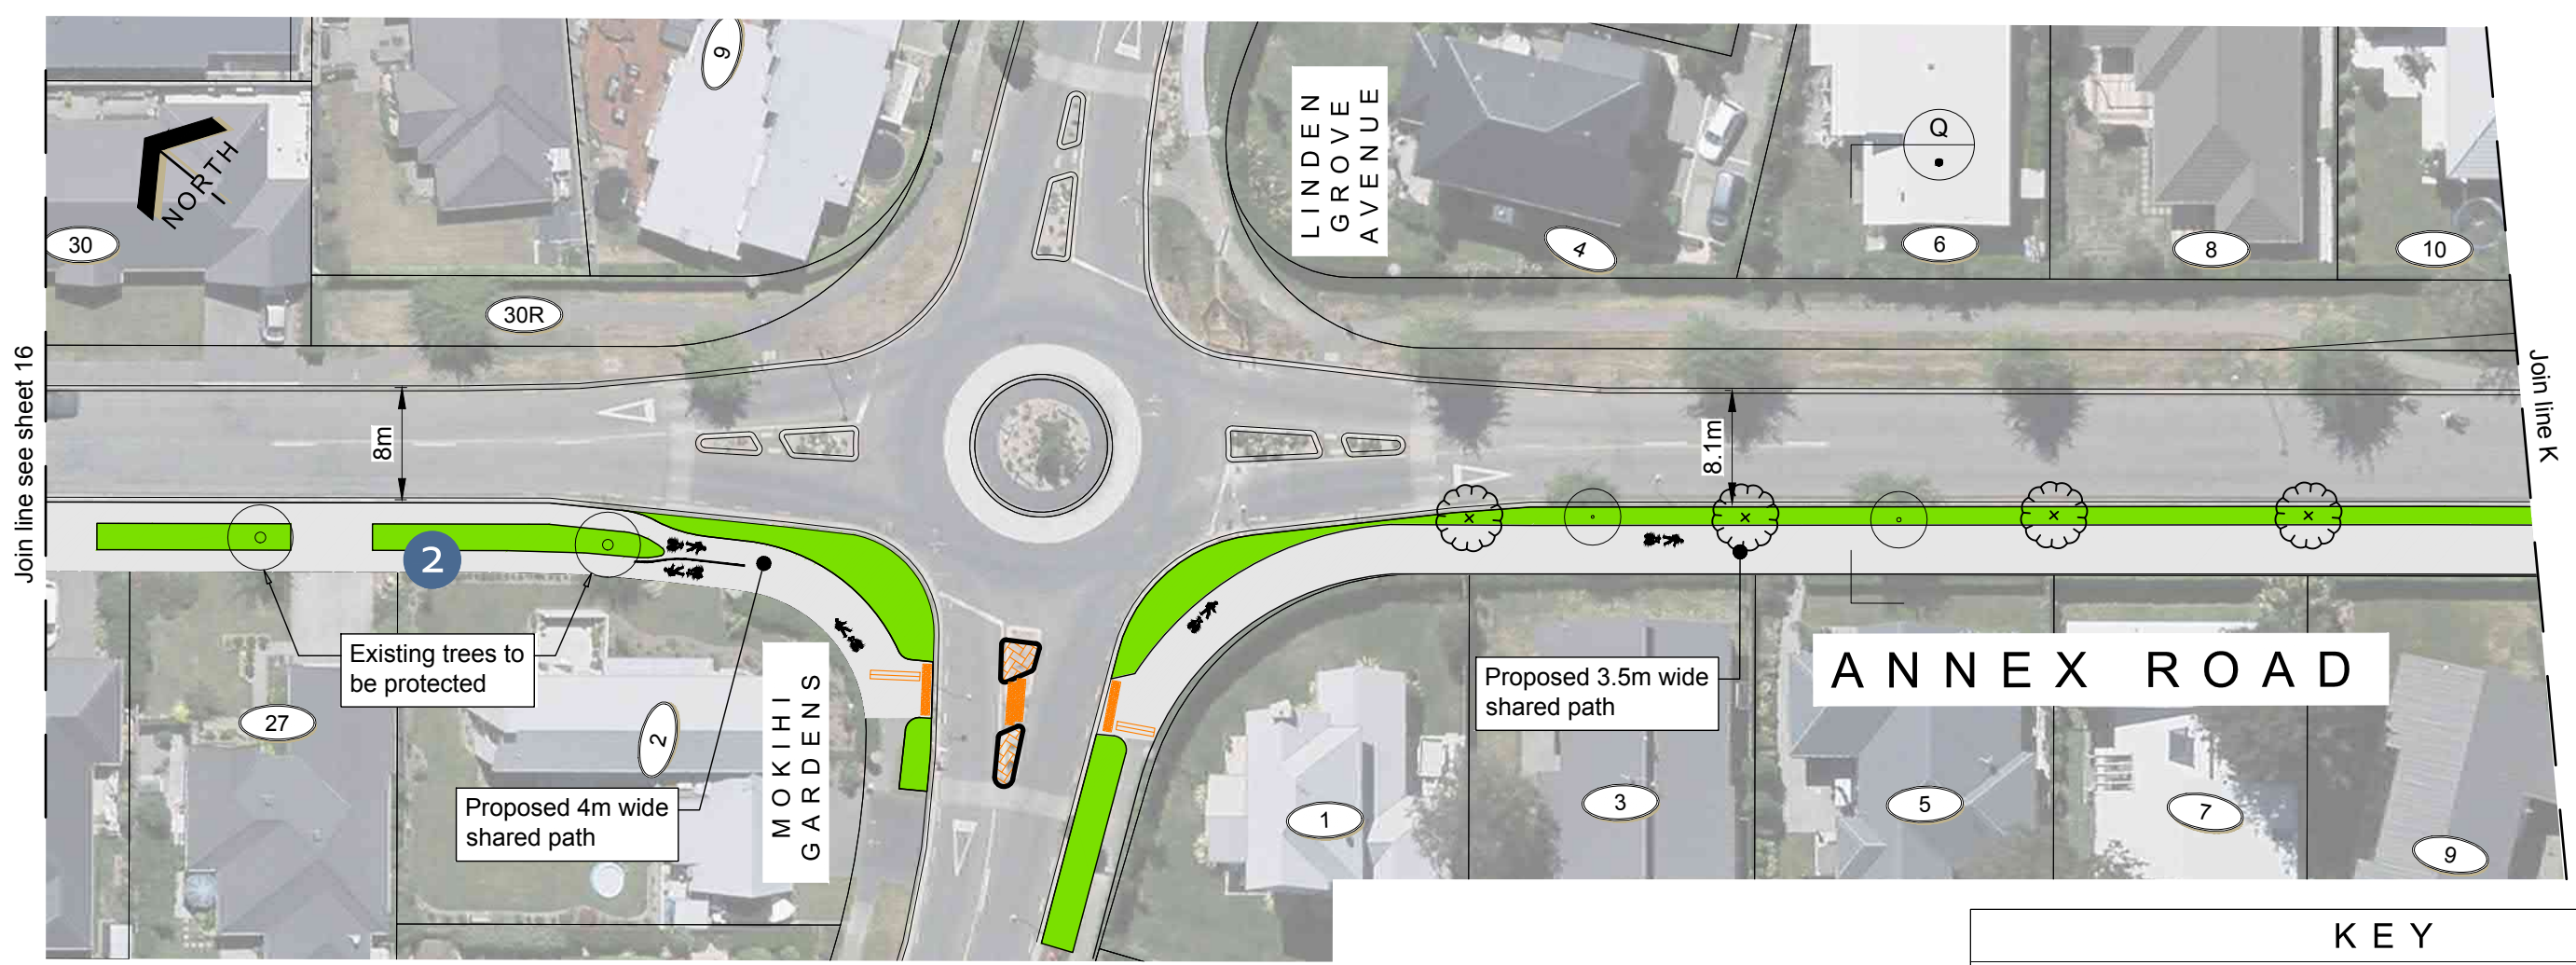 9
NORTH
30
30R
LINDEN
GROVE
AVENUE
4
Q
6
8
10
Join line see sheet 16
8m
8.1m
Join line K
2
Existing trees to
be protected
27
2
Proposed 4m wide
shared path
MOKIHI
GARDENS
1
Proposed 3.5m wide
shared path
3
ANNEX ROAD
5
7
9
KEY